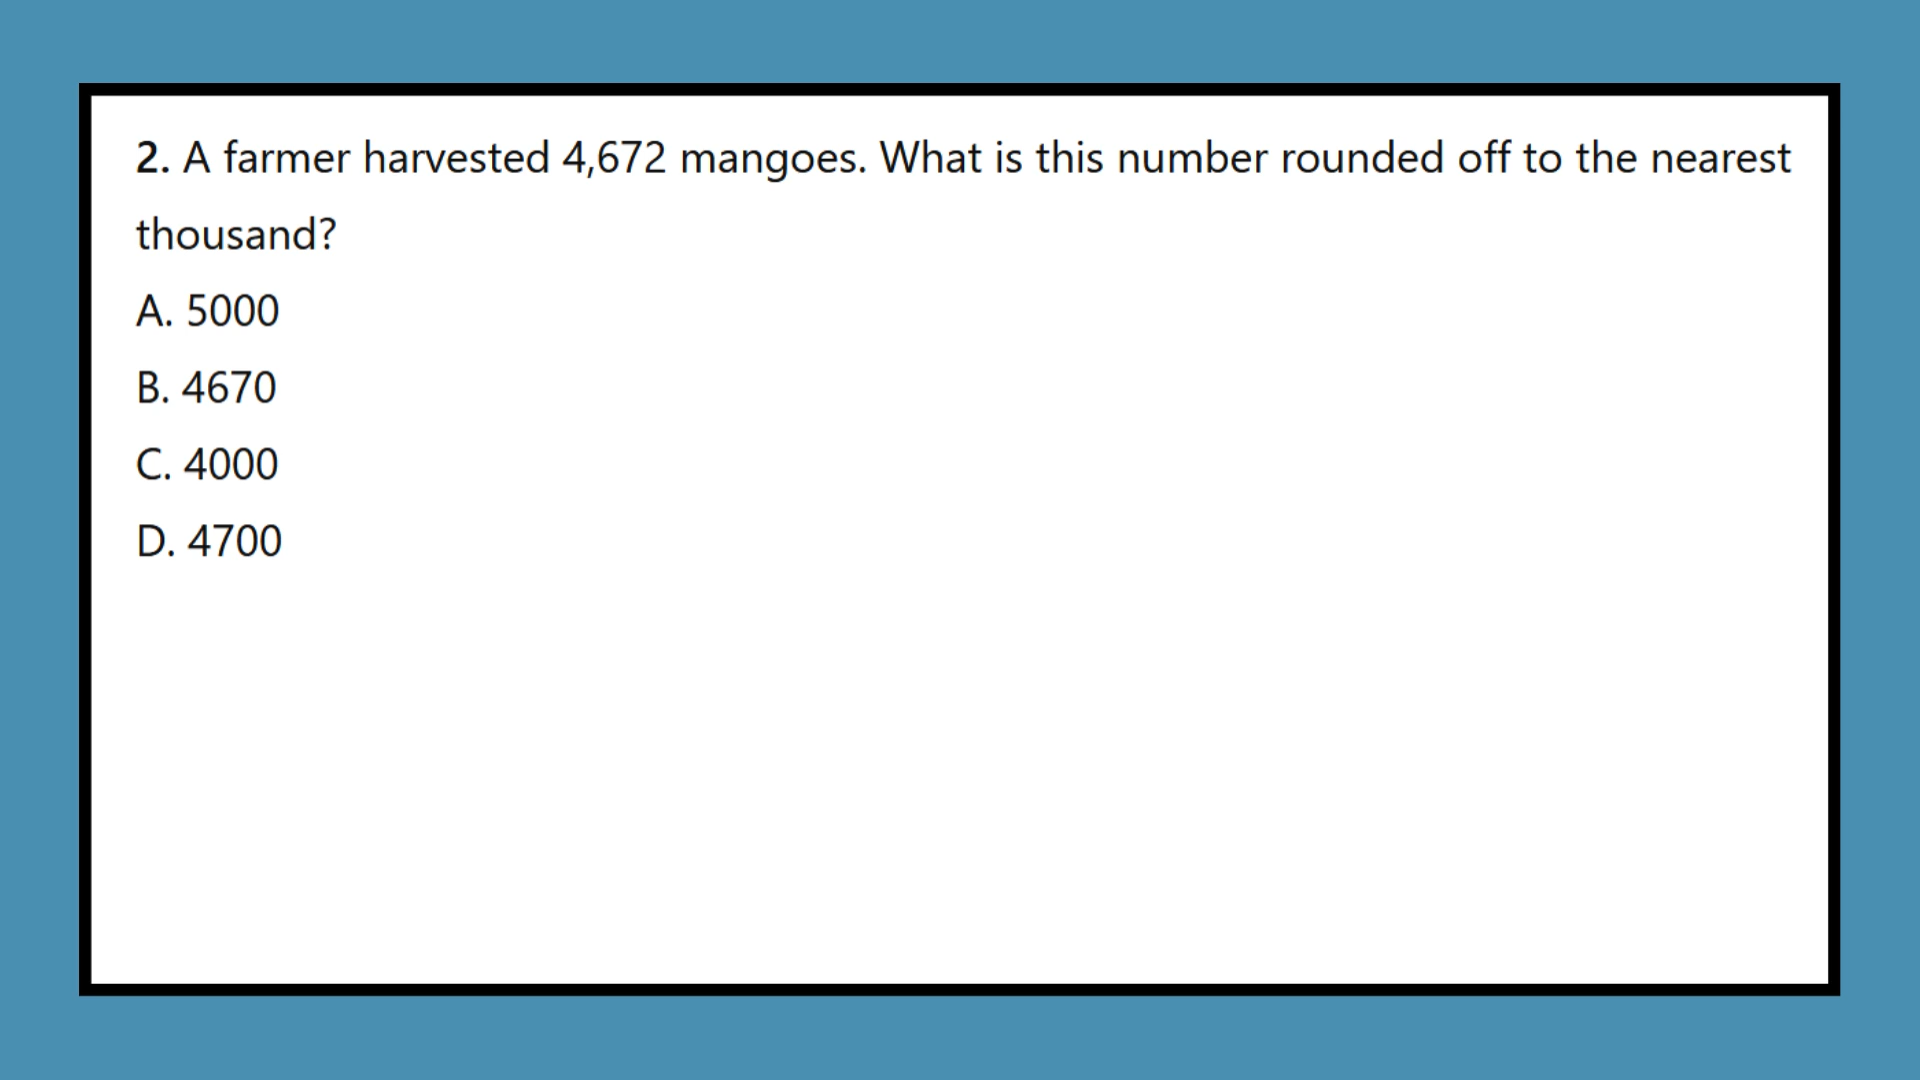 2. A farmer harvested 4,672 mangoes. What is this number rounded off to the nearest
thousand?
A. 5000
B. 4670
C. 4000
D. 4700